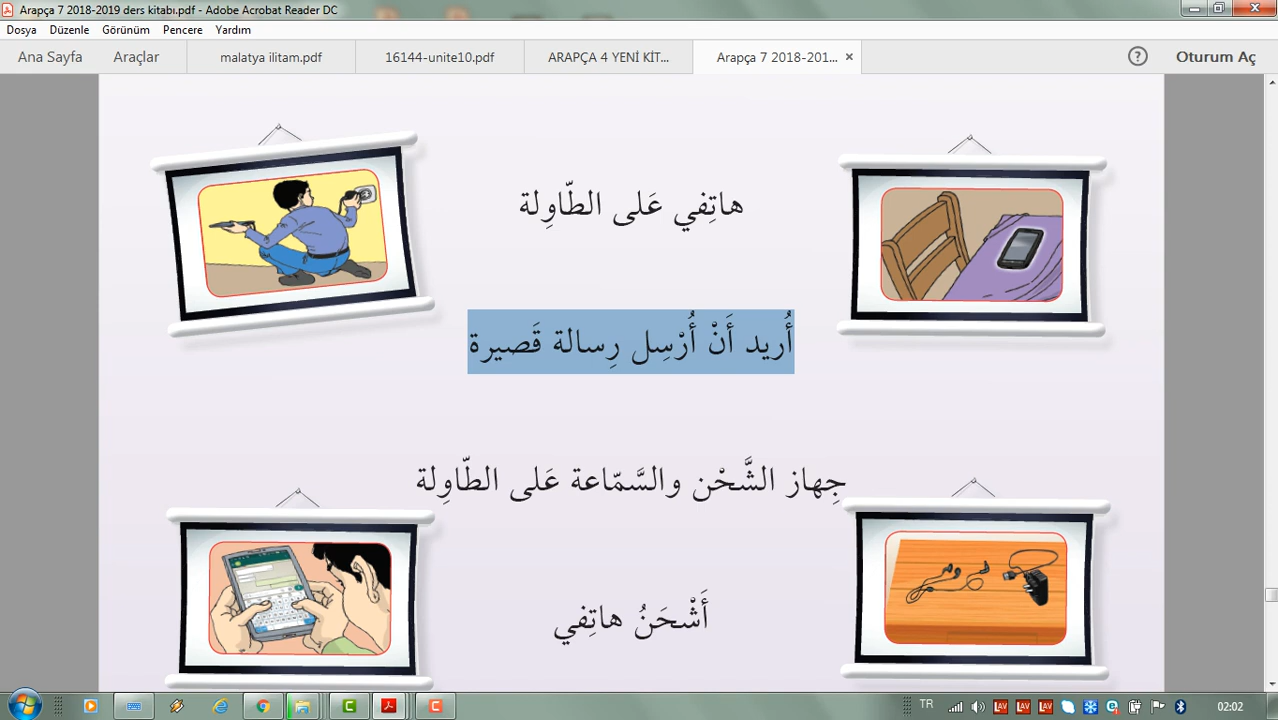 Arapça 7 2018-2019 ders kitabı.pdf - Adobe Acrobat Reader DC
Dosya Düzenle Görünüm Pencere Yardım
Ana Sayfa Araçlar malatya ilitam.pdf 16144-unite10.pdf ARAPÇA 4 YENİ KİT... Arapça 7 2018-201... Oturum Aç
هاتِفي عَلى الطّاوِلة
أُريد أَنْ أُرْسِل رِسالة قَصيرة
جِهاز الشَّحْن والسَّمّاعة عَلى الطّاوِلة
أَشْحَنُ هاتِفي
TR LAV LAV LAV 02:02